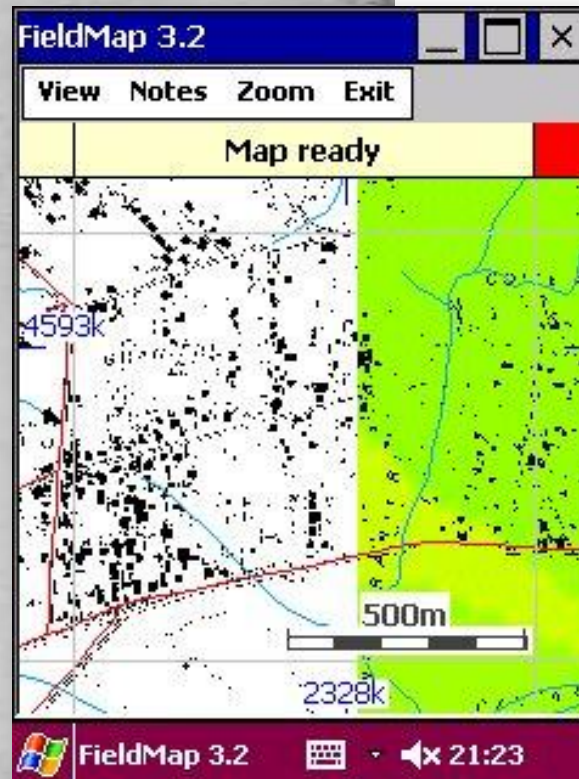 FieldMap 3.2
View Notes Zoom Exit
Map ready
4593k
500m
2328k
FieldMap 3.2 21:23